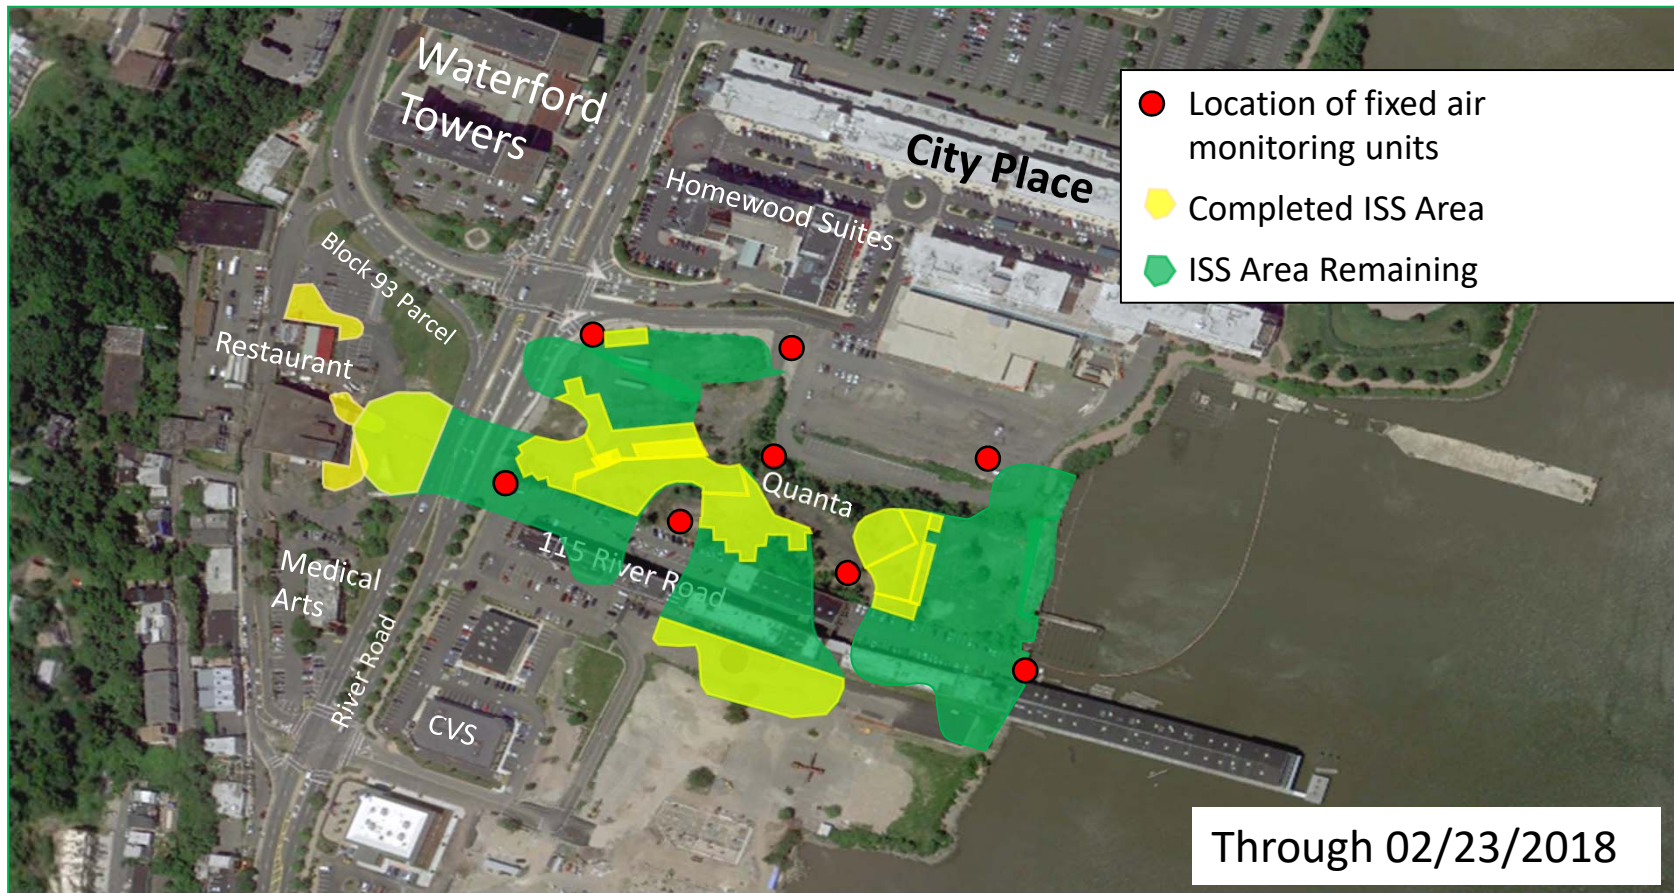 Waterford
Towers
City Place
Homewood Suites
Location of fixed air
monitoring units
Completed ISS Area
ISS Area Remaining
Block 93 Parcel
Restaurant
Quanta
115 River Road
Medical
Arts
River Road
CVS
Through 02/23/2018